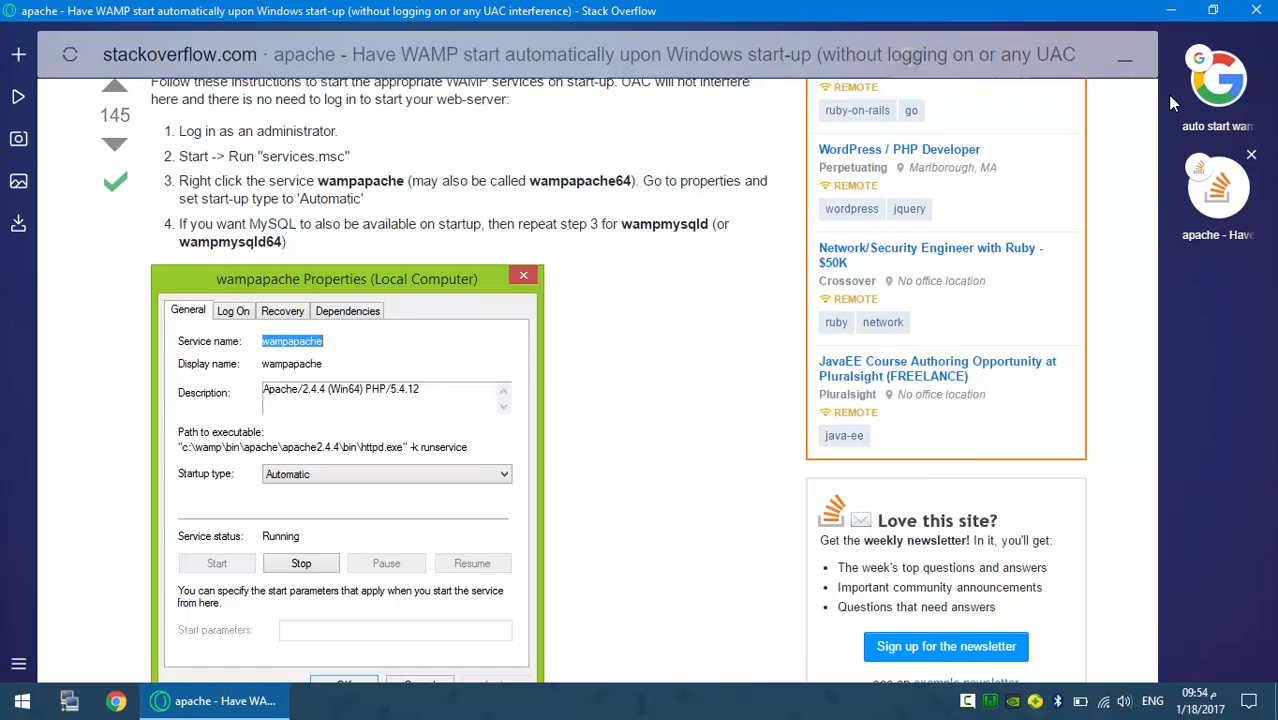 apache - Have WAMP start automatically upon Windows start-up (without logging on or any UAC interference) - Stack Overflow
stackoverflow.com · apache - Have WAMP start automatically upon Windows start-up (without logging on or any UAC
auto start wam
apache - Have
145
Follow these instructions to start the appropriate WAMP services on start-up. UAC will not interfere
here and there is no need to log in to start your web-server:
1. Log in as an administrator.
2. Start -> Run "services.msc"
3. Right click the service wampapache (may also be called wampapache64). Go to properties and
set start-up type to 'Automatic'
4. If you want MySQL to also be available on startup, then repeat step 3 for wampmysqld (or
wampmysqld64)
wampapache Properties (Local Computer)
General Log On Recovery Dependencies
Service name: wampapache
Display name: wampapache
Description: Apache/2.4.4 (Win64) PHP/5.4.12
Path to executable:
"c:\wamp\bin\apache\apache2.4.4\bin\httpd.exe" -k runservice
Startup type: Automatic
Service status: Running
Start Stop Pause Resume
You can specify the start parameters that apply when you start the service
from here.
Start parameters:
REMOTE
ruby-on-rails go
WordPress / PHP Developer
Perpetuating Marlborough, MA
REMOTE
wordpress jquery
Network/Security Engineer with Ruby -
$50K
Crossover No office location
REMOTE
ruby network
JavaEE Course Authoring Opportunity at
Pluralsight (FREELANCE)
Pluralsight No office location
REMOTE
java-ee
Love this site?
Get the weekly newsletter! In it, you'll get:
• The week's top questions and answers
• Important community announcements
• Questions that need answers
Sign up for the newsletter
see an example newsletter
apache - Have WA...
ENG
09:54 م
1/18/2017